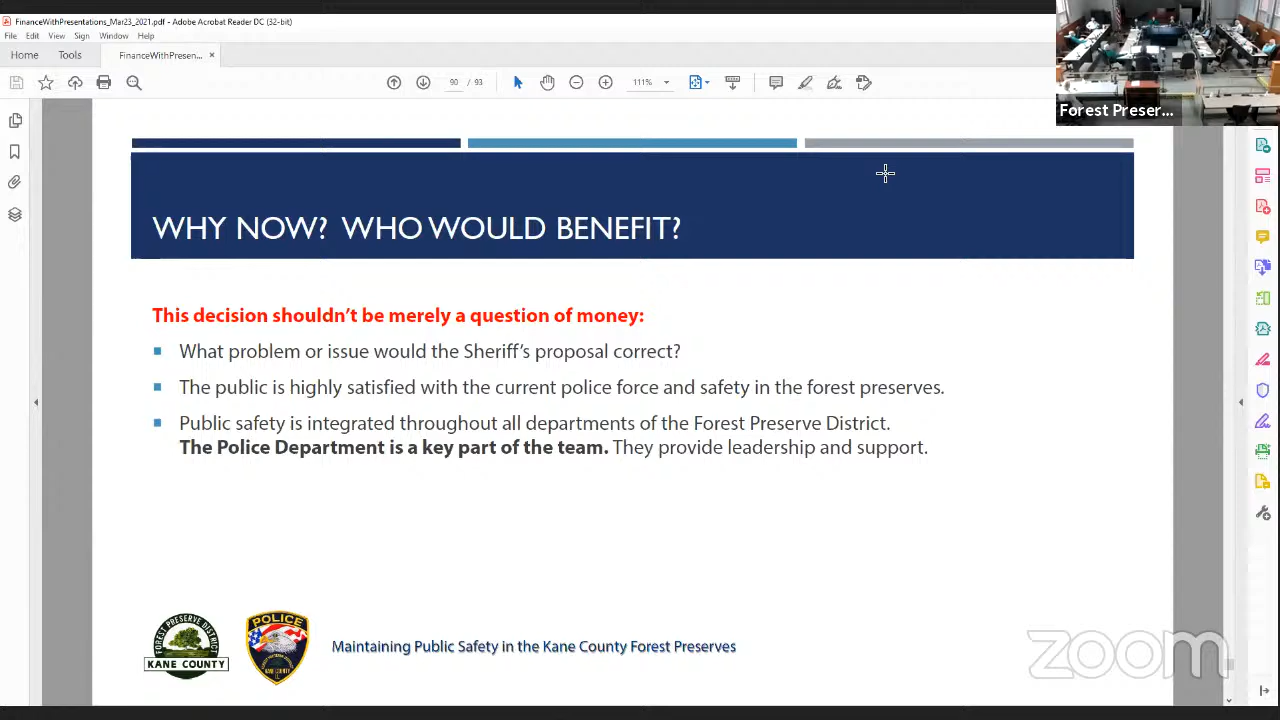 FinanceWithPresentations_Mar23_2021.pdf - Adobe Acrobat Reader DC (32-bit)
File Edit View Sign Window Help
Home Tools FinanceWithPresen... ×
90 / 93 111%
Forest Preser...
WHY NOW? WHO WOULD BENEFIT?
This decision shouldn't be merely a question of money:
What problem or issue would the Sheriff's proposal correct?
The public is highly satisfied with the current police force and safety in the forest preserves.
Public safety is integrated throughout all departments of the Forest Preserve District.
The Police Department is a key part of the team. They provide leadership and support.
FOREST PRESERVE DISTRICT
KANE COUNTY
POLICE
KANE COUNTY
Maintaining Public Safety in the Kane County Forest Preserves
zoom